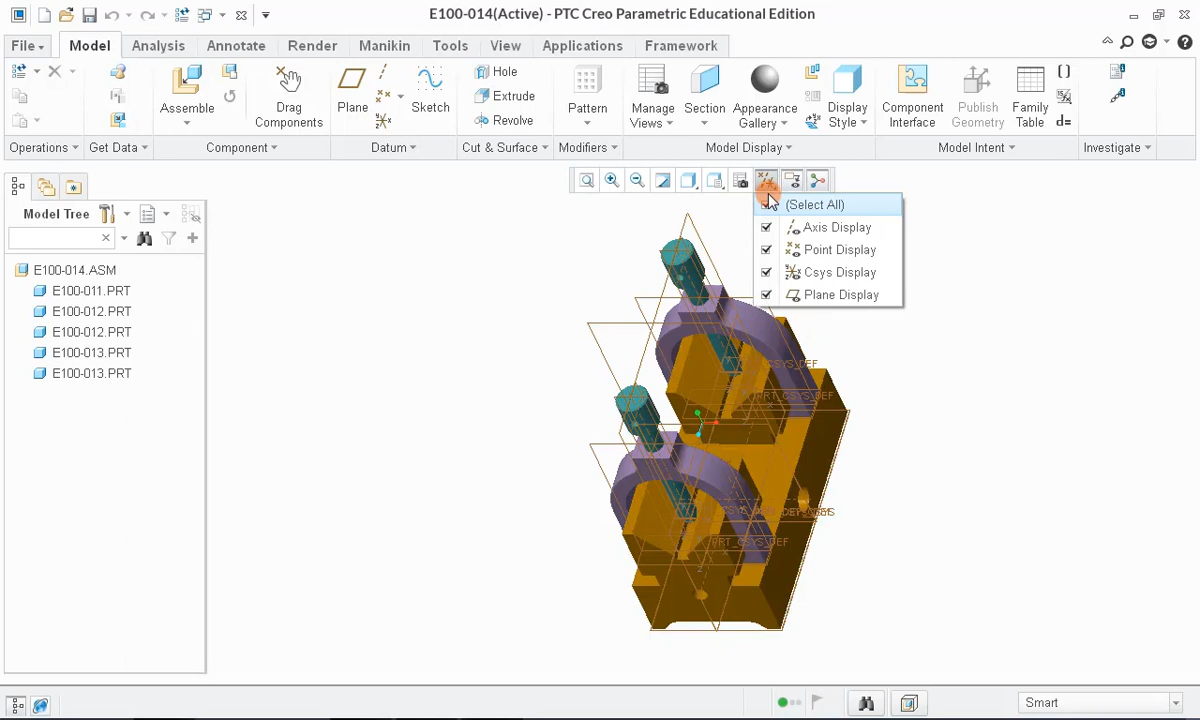 E100-014(Active) - PTC Creo Parametric Educational Edition
File Model Analysis Annotate Render Manikin Tools View Applications Framework
Assemble
Drag Components
Plane
Sketch
Hole
Extrude
Revolve
Pattern
Manage Views
Section
Appearance Gallery
Display Style
Component Interface
Publish Geometry
Family Table
d=
Operations Get Data Component Datum Cut & Surface Modifiers Model Display Model Intent Investigate
Model Tree
(Select All)
Axis Display
Point Display
Csys Display
Plane Display
E100-014.ASM
E100-011.PRT
E100-012.PRT
E100-012.PRT
E100-013.PRT
E100-013.PRT
PRT_CSYS_DEF
PRT_CSYS_DEF
Smart